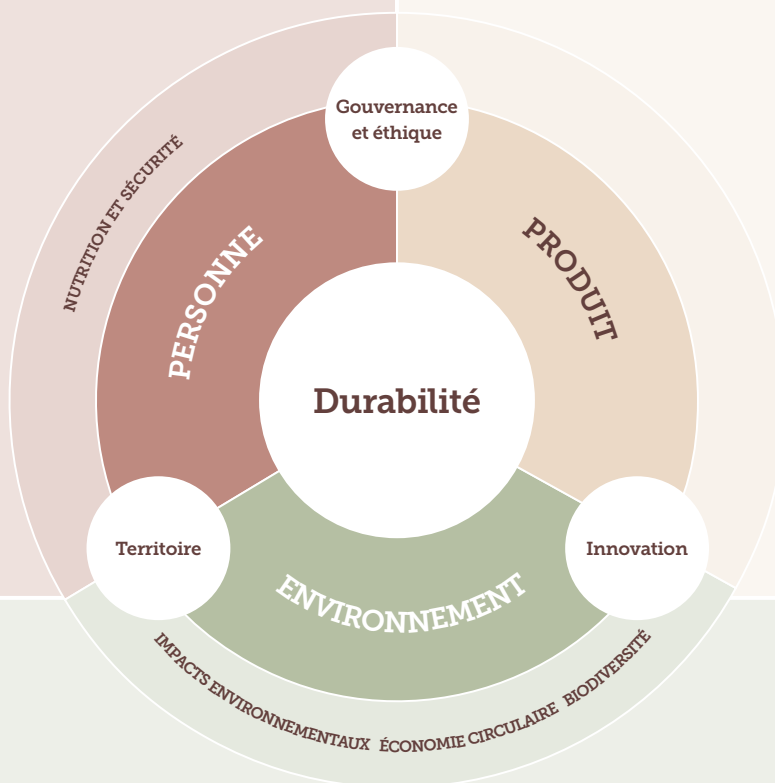 Gouvernance
et éthique
NUTRITION ET SÉCURITÉ
PERSONNE
PRODUIT
Durabilité
Territoire
Innovation
ENVIRONNEMENT
IMPACTS ENVIRONNEMENTAUX ÉCONOMIE CIRCULAIRE BIODIVERSITÉ